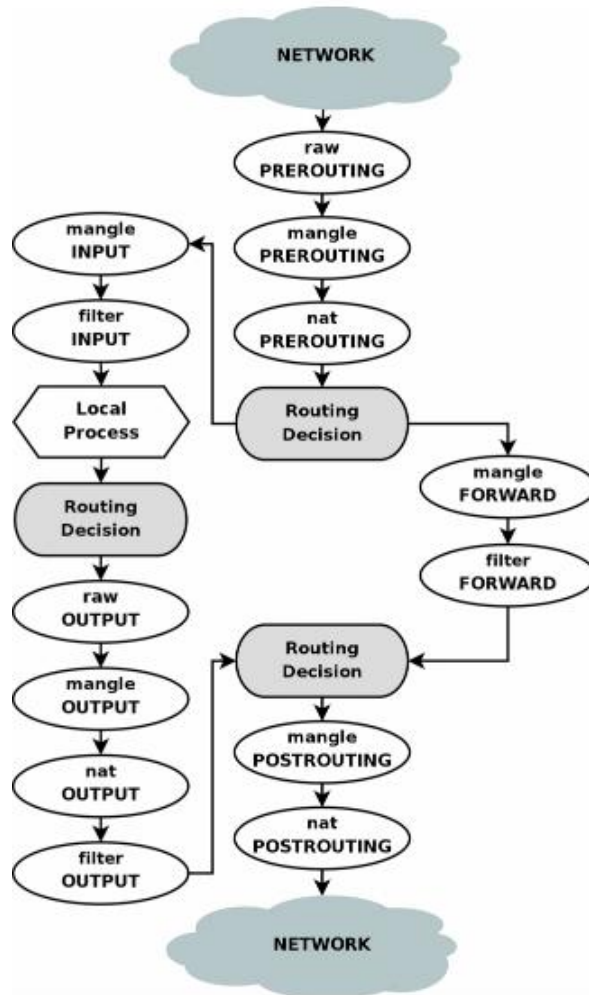 NETWORK
raw
PREROUTING
mangle
PREROUTING
nat
PREROUTING
Routing
Decision
mangle
INPUT
filter
INPUT
Local
Process
Routing
Decision
raw
OUTPUT
mangle
OUTPUT
nat
OUTPUT
filter
OUTPUT
mangle
FORWARD
filter
FORWARD
Routing
Decision
mangle
POSTROUTING
nat
POSTROUTING
NETWORK